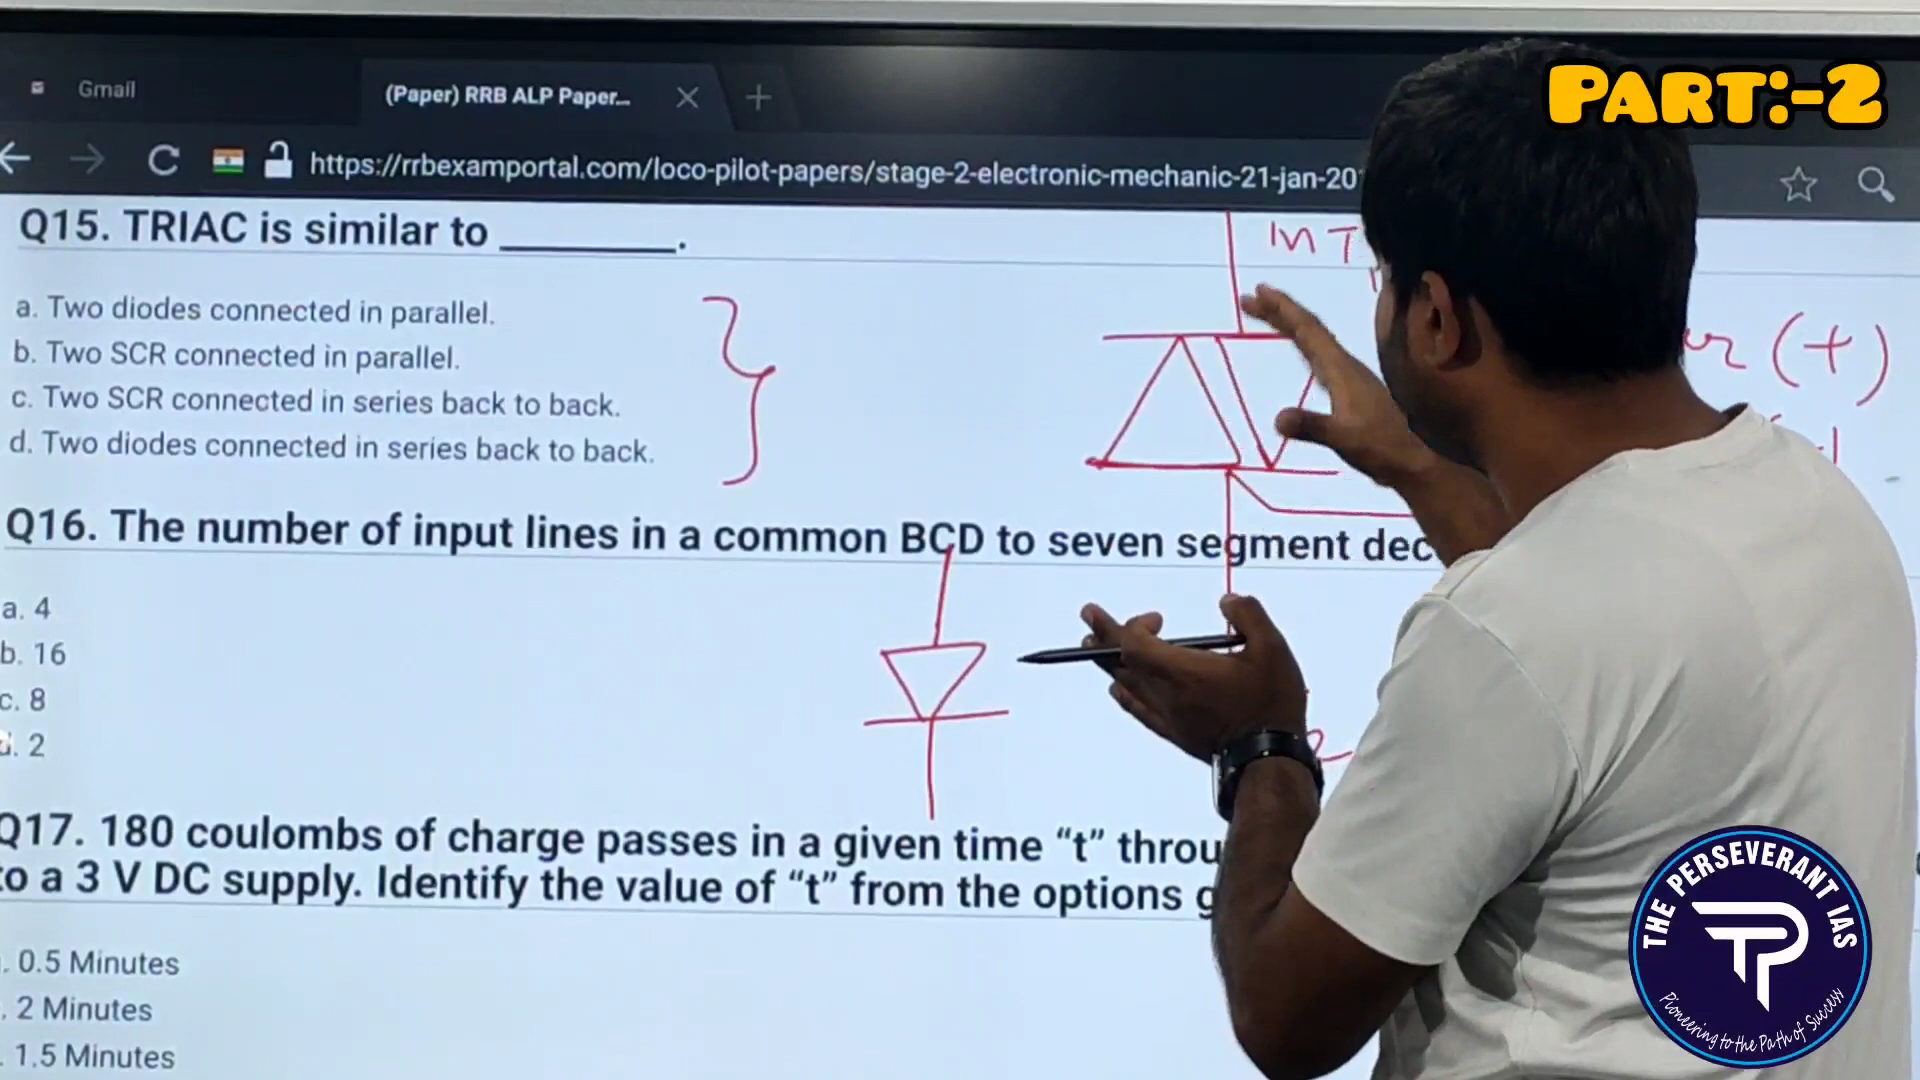 PART:-2
Gmail
(Paper) RRB ALP Paper...
https://rrbexamportal.com/loco-pilot-papers/stage-2-electronic-mechanic-21-jan-20
Q15. TRIAC is similar to ________.
a. Two diodes connected in parallel.
b. Two SCR connected in parallel.
c. Two SCR connected in series back to back.
d. Two diodes connected in series back to back.
Q16. The number of input lines in a common BCD to seven segment dec
a. 4
b. 16
c. 8
d. 2
Q17. 180 coulombs of charge passes in a given time “t” throu
to a 3 V DC supply. Identify the value of “t” from the options g
. 0.5 Minutes
. 2 Minutes
. 1.5 Minutes
(+)
THE PERSEVERANT IAS
Pioneering to the Path of Success